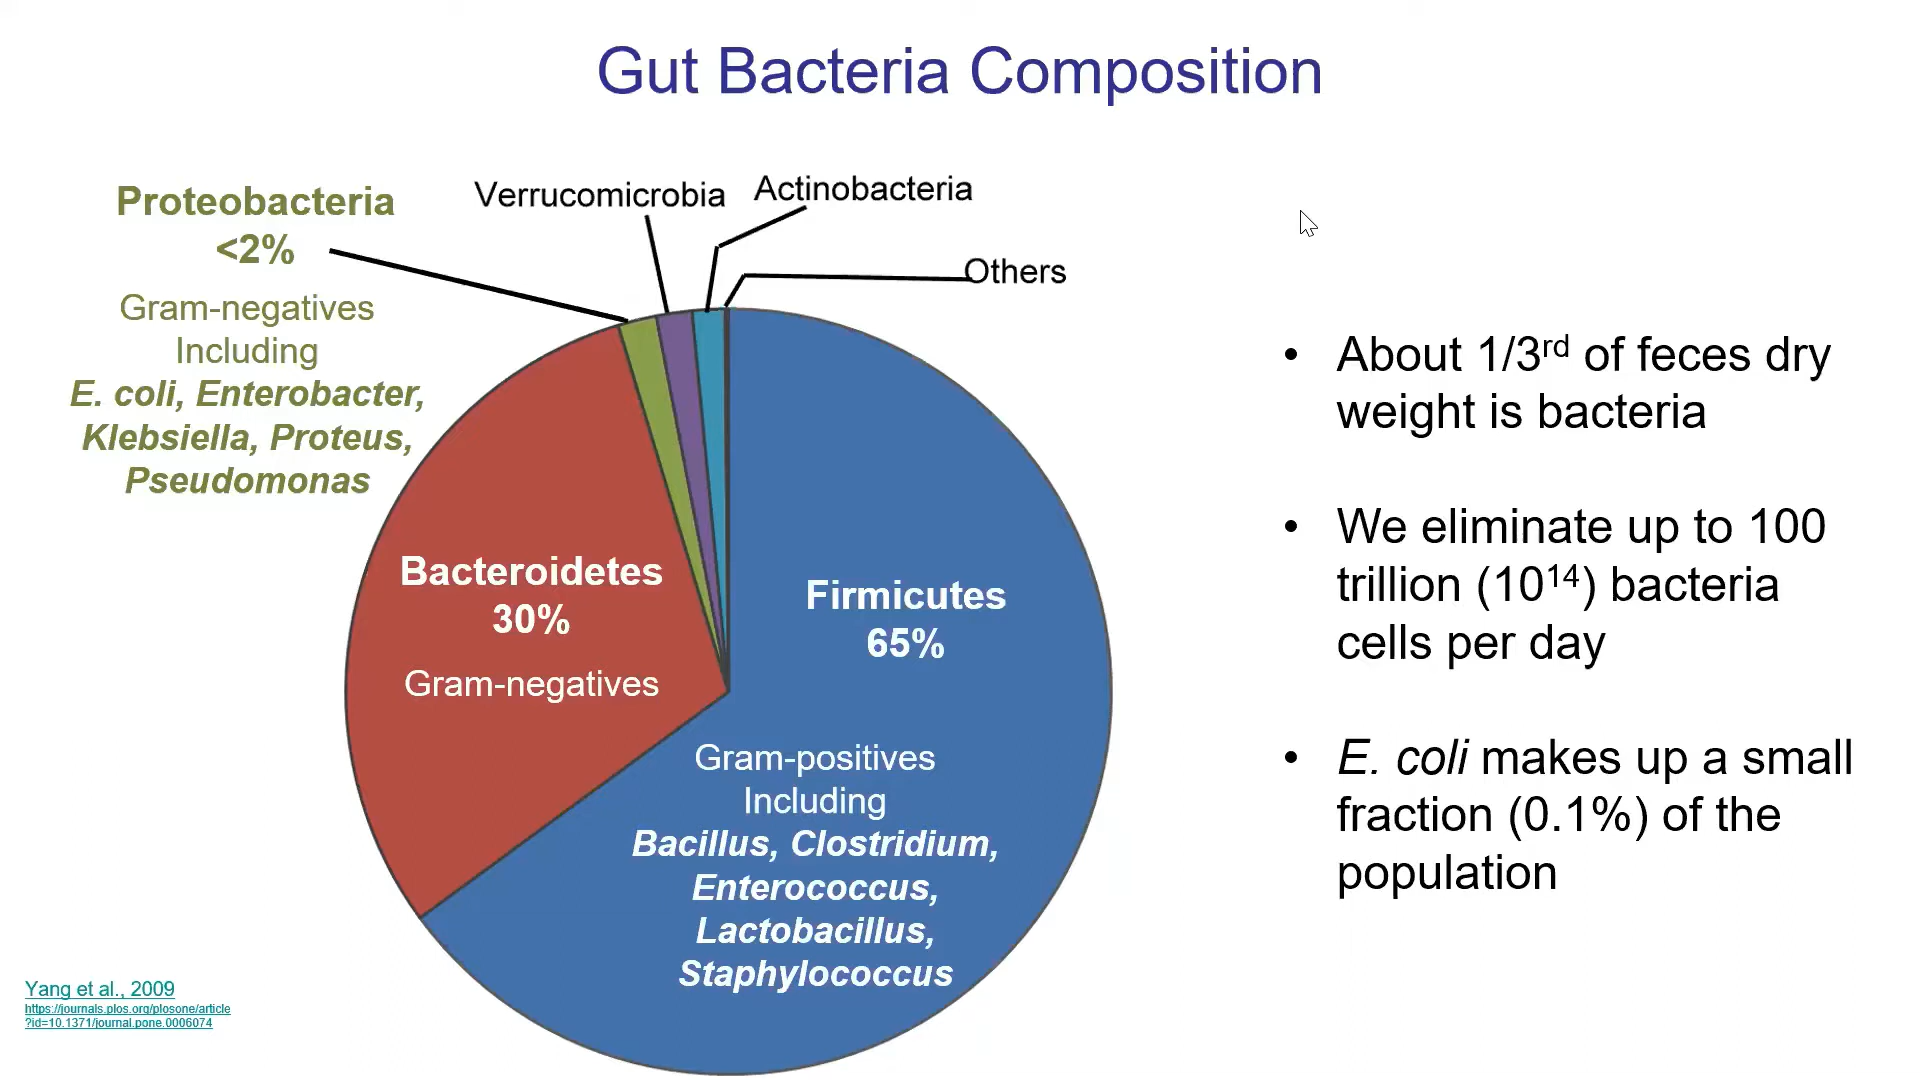 Gut Bacteria Composition
Proteobacteria
<2%
Gram-negatives
Including
E. coli, Enterobacter,
Klebsiella, Proteus,
Pseudomonas
Verrucomicrobia
Actinobacteria
Others
Bacteroidetes
30%
Gram-negatives
Firmicutes
65%
Gram-positives
Including
Bacillus, Clostridium,
Enterococcus,
Lactobacillus,
Staphylococcus
• About 1/3rd of feces dry
weight is bacteria
• We eliminate up to 100
trillion (10¹⁴) bacteria
cells per day
• E. coli makes up a small
fraction (0.1%) of the
population
Yang et al., 2009
https://journals.plos.org/plosone/article
?id=10.1371/journal.pone.0006074